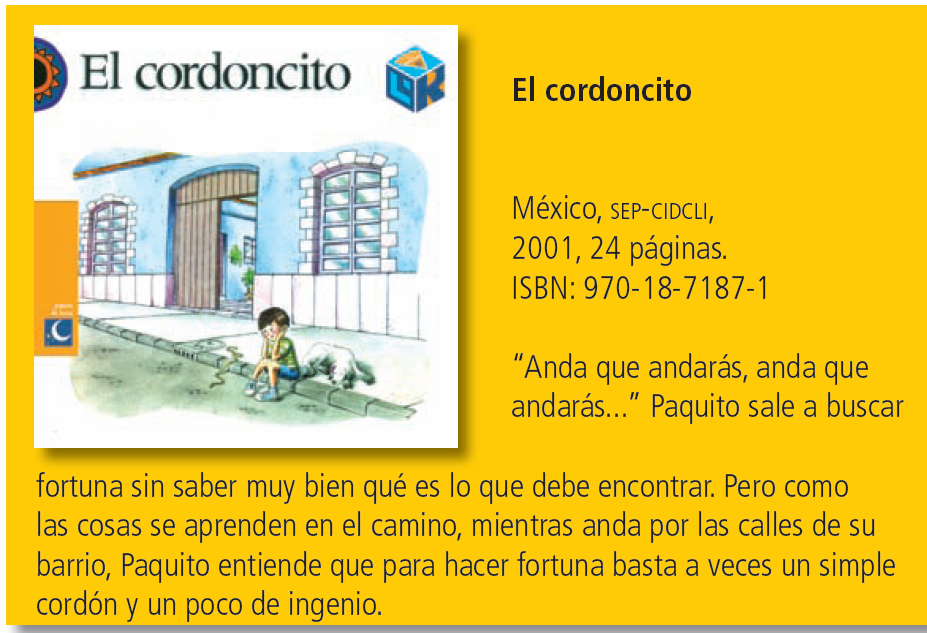 El cordoncito
El cordoncito
México, SEP-CIDCLI,
2001, 24 páginas.
ISBN: 970-18-7187-1
“Anda que andarás, anda que
andarás...” Paquito sale a buscar
fortuna sin saber muy bien qué es lo que debe encontrar. Pero como
las cosas se aprenden en el camino, mientras anda por las calles de su
barrio, Paquito entiende que para hacer fortuna basta a veces un simple
cordón y un poco de ingenio.